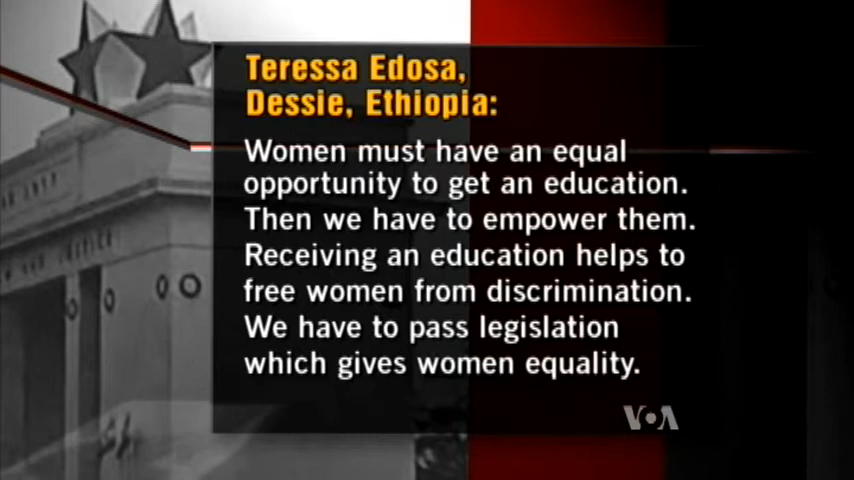 Teressa Edosa,
Dessie, Ethiopia:
Women must have an equal
opportunity to get an education.
Then we have to empower them.
Receiving an education helps to
free women from discrimination.
We have to pass legislation
which gives women equality.
VOA